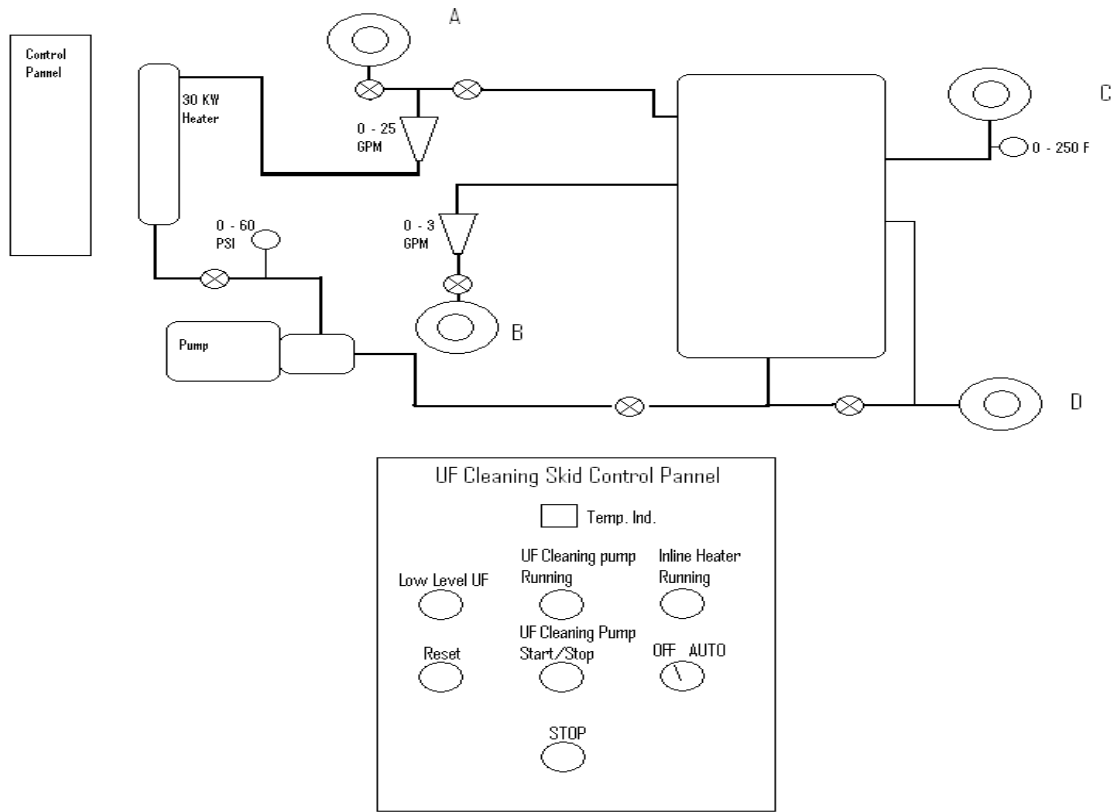 A
Control
Pannel
30 KW
Heater
0 - 25
GPM
C
0 - 250 F
0 - 60
PSI
0 - 3
GPM
B
Pump
D
UF Cleaning Skid Control Pannel
Temp. Ind.
Low Level UF
UF Cleaning pump
Running
Inline Heater
Running
Reset
UF Cleaning Pump
Start/Stop
OFF AUTO
STOP